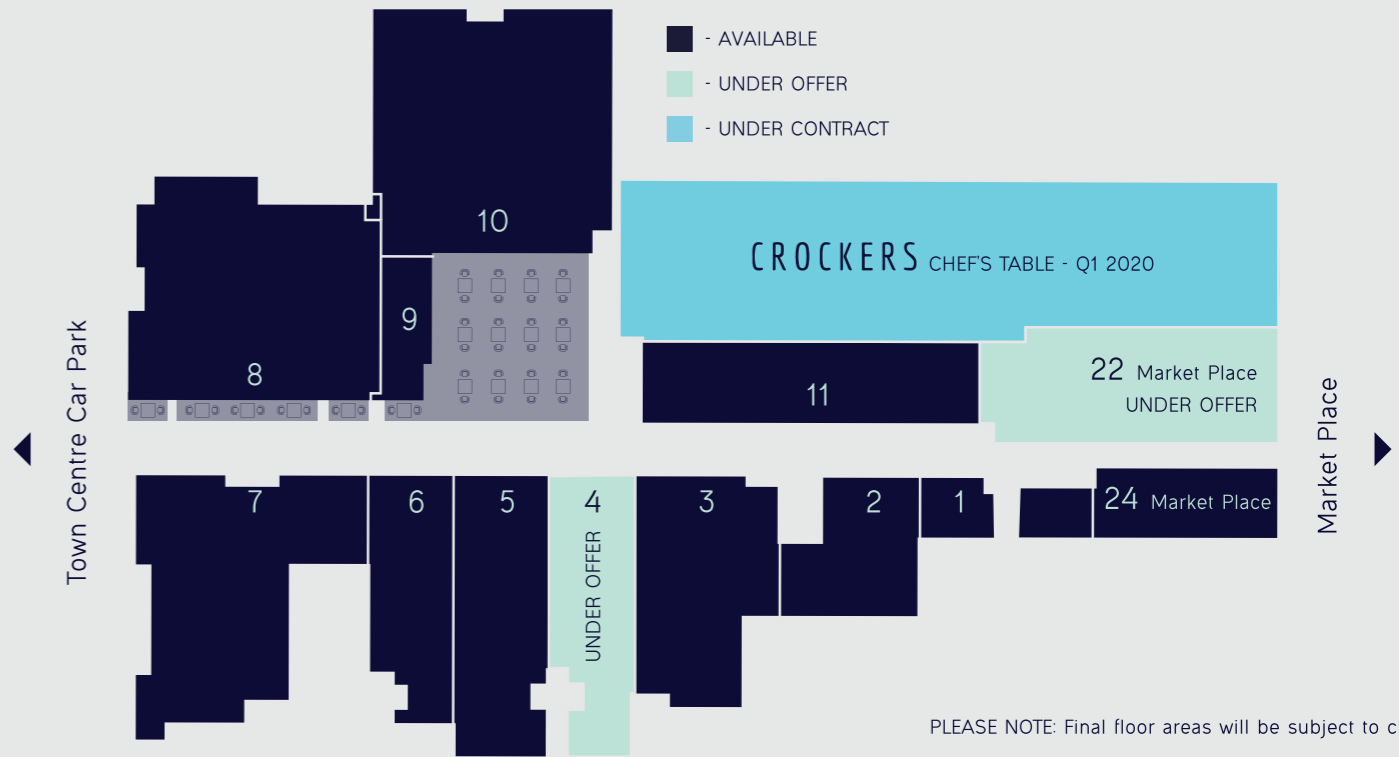 - AVAILABLE
- UNDER OFFER
- UNDER CONTRACT
10
CROCKERS CHEF'S TABLE - Q1 2020
9
8
11
22 Market Place
UNDER OFFER
Town Centre Car Park
Market Place
7
6
5
4
UNDER OFFER
3
2
1
24 Market Place
PLEASE NOTE: Final floor areas will be subject to c